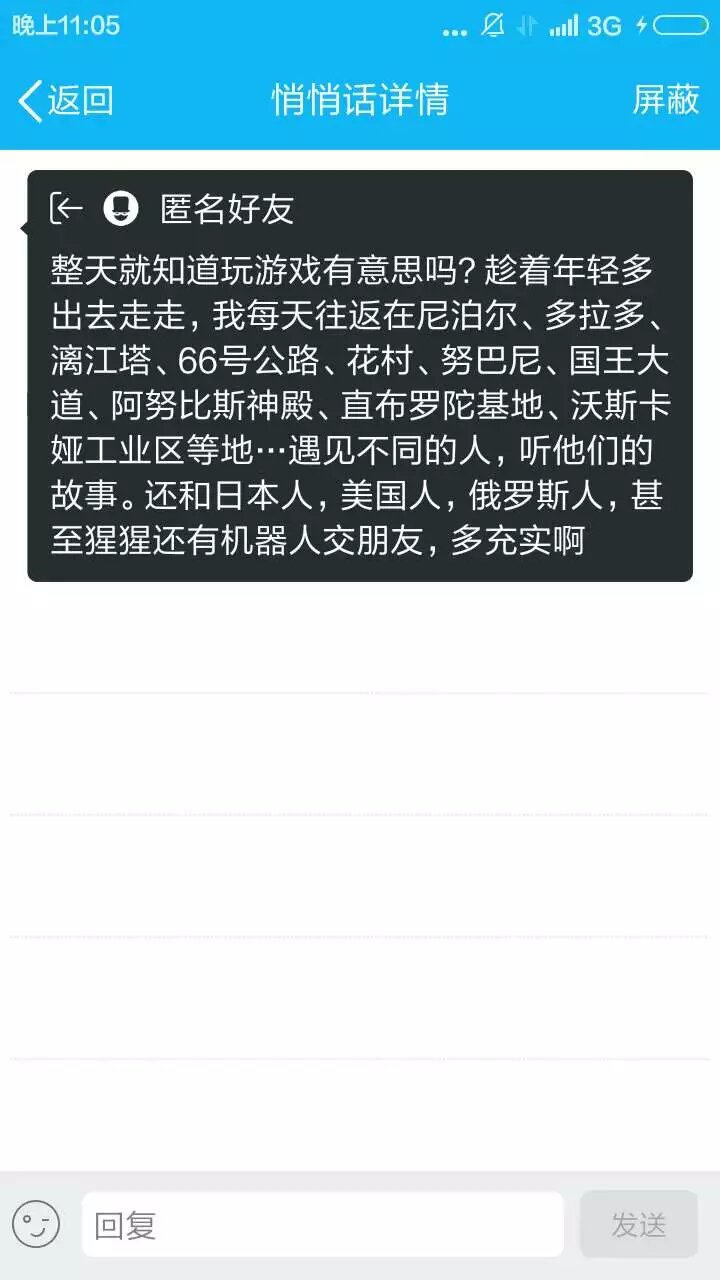 晚上11:05
... 3G
返回
悄悄话详情
屏蔽
匿名好友
整天就知道玩游戏有意思吗？趁着年轻多
出去走走，我每天往返在尼泊尔、多拉多、
漓江塔、66号公路、花村、努巴尼、国王大
道、阿努比斯神殿、直布罗陀基地、沃斯卡
娅工业区等地…遇见不同的人，听他们的
故事。还和日本人，美国人，俄罗斯人，甚
至猩猩还有机器人交朋友，多充实啊
回复
发送